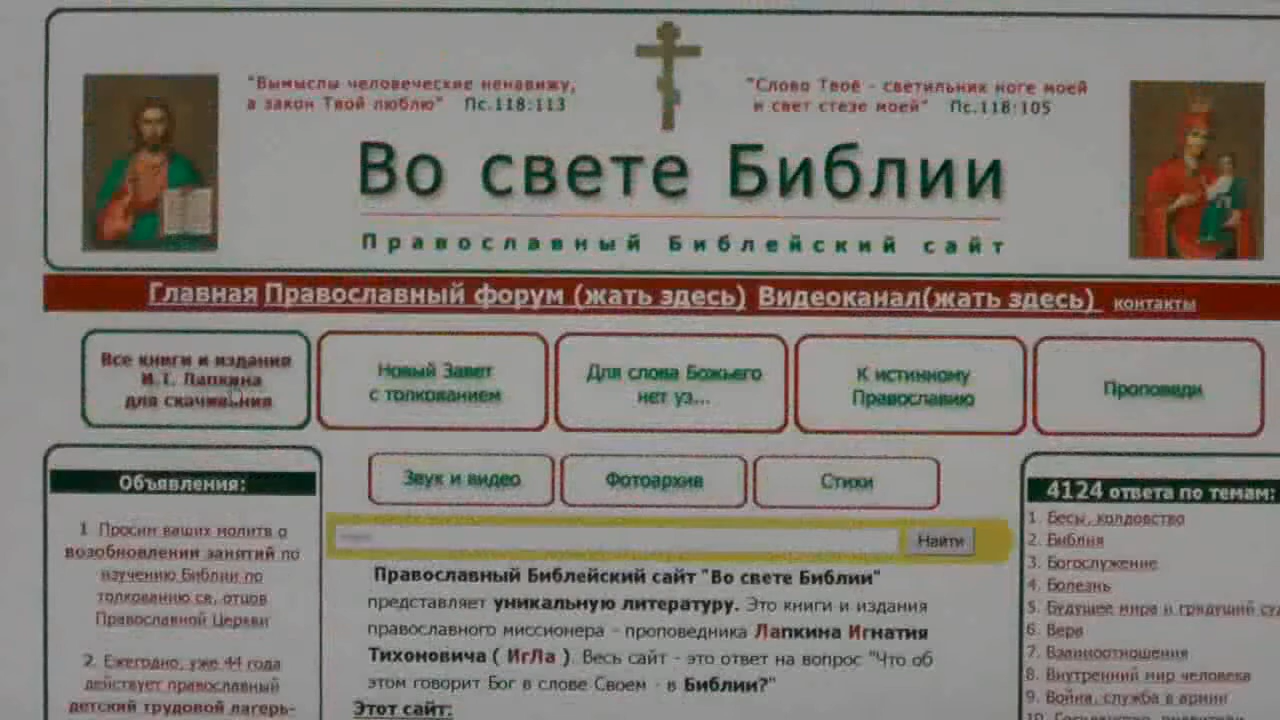 "Вымыслы человеческие ненавижу,
а закон Твой люблю" Пс.118:113
"Слово Твоё - светильник ноге моей
и свет стезе моей" Пс.118:105
Во свете Библии
Православный Библейский сайт
Главная Православный форум (жать здесь) Видеоканал(жать здесь) контакты
Все книги и издания
И.Т. Лапкина
для скачивания
Новый Завет
с толкованием
Для слова Божьего
нет уз...
К истинному
Православию
Проповеди
Звук и видео
Фотоархив
Стихи
Найти
Объявления:
1 Просим ваших молитв о
возобновлении занятий по
изучению Библии по
толкованию св. отцов
Православной Церкви
2. Ежегодно, уже 44 года
действует православный
детский трудовой лагерь-
Православный Библейский сайт "Во свете Библии"
представляет уникальную литературу. Это книги и издания
православного миссионера - проповедника Лапкина Игнатия
Тихоновича ( ИгЛа ). Весь сайт - это ответ на вопрос "Что об
этом говорит Бог в слове Своем - в Библии?"
Этот сайт:
4124 ответа по темам:
1. Бесы, колдовство
2. Библия
3. Богослужение
4. Болезнь
5. Будущее мира и грядущий су
6. Вера
7. Взаимоотношения
8. Внутренний мир человека
9. Война, служба в армии
10.